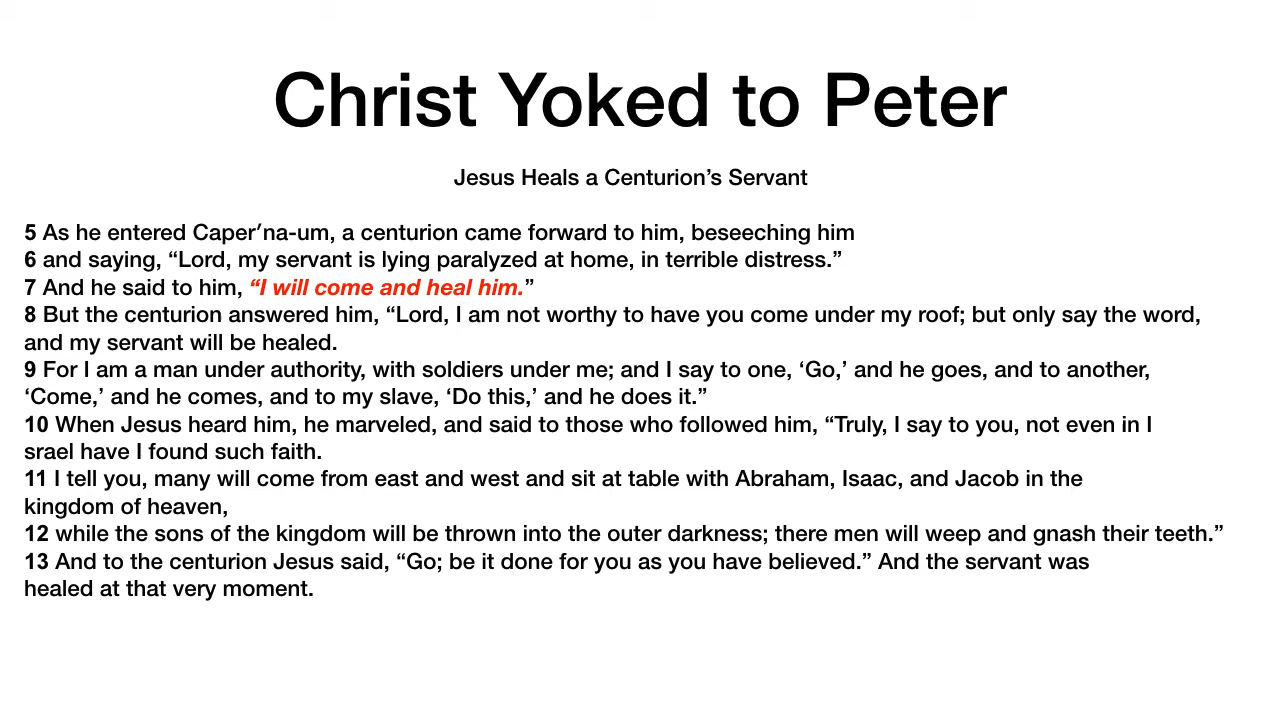 Christ Yoked to Peter
Jesus Heals a Centurion’s Servant
5 As he entered Caper′na-um, a centurion came forward to him, beseeching him
6 and saying, “Lord, my servant is lying paralyzed at home, in terrible distress.”
7 And he said to him, “I will come and heal him.”
8 But the centurion answered him, “Lord, I am not worthy to have you come under my roof; but only say the word,
and my servant will be healed.
9 For I am a man under authority, with soldiers under me; and I say to one, ‘Go,’ and he goes, and to another,
‘Come,’ and he comes, and to my slave, ‘Do this,’ and he does it.”
10 When Jesus heard him, he marveled, and said to those who followed him, “Truly, I say to you, not even in I
srael have I found such faith.
11 I tell you, many will come from east and west and sit at table with Abraham, Isaac, and Jacob in the
kingdom of heaven,
12 while the sons of the kingdom will be thrown into the outer darkness; there men will weep and gnash their teeth.”
13 And to the centurion Jesus said, “Go; be it done for you as you have believed.” And the servant was
healed at that very moment.